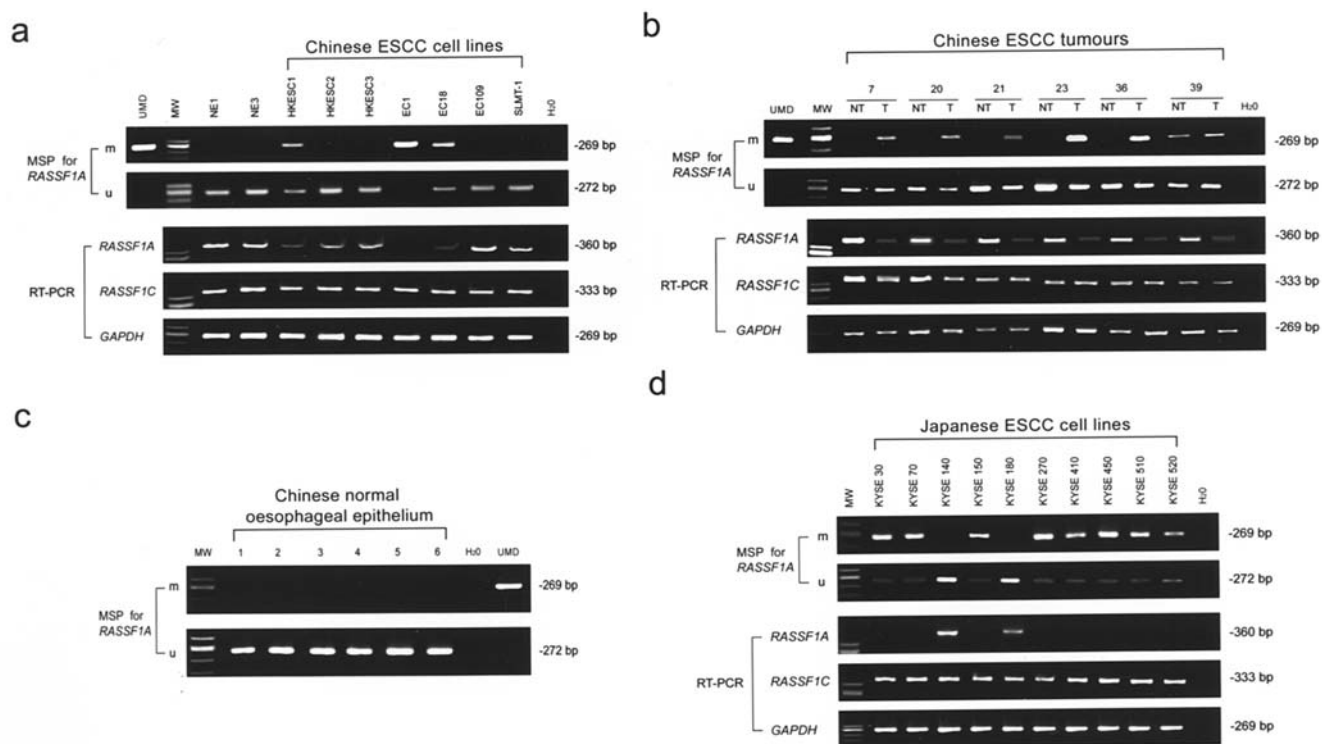 a
Chinese ESCC cell lines
UMD MW NE1 NE3 HKESC1 HKESC2 HKESC3 EC1 EC18 EC109 SLMT-1 H20
MSP for RASSF1A
m -269 bp
u -272 bp
RT-PCR
RASSF1A -360 bp
RASSF1C -333 bp
GAPDH -269 bp
b
Chinese ESCC tumours
7 20 21 23 36 39
UMD MW NT T NT T NT T NT T NT T NT T H20
MSP for RASSF1A
m -269 bp
u -272 bp
RT-PCR
RASSF1A -360 bp
RASSF1C -333 bp
GAPDH -269 bp
c
Chinese normal
oesophageal epithelium
MW 1 2 3 4 5 6 H20 UMD
MSP for RASSF1A
m -269 bp
u -272 bp
d
Japanese ESCC cell lines
MW KYSE 30 KYSE 70 KYSE 140 KYSE 150 KYSE 180 KYSE 270 KYSE 410 KYSE 450 KYSE 510 KYSE 520 H20
MSP for RASSF1A
m -269 bp
u -272 bp
RT-PCR
RASSF1A -360 bp
RASSF1C -333 bp
GAPDH -269 bp